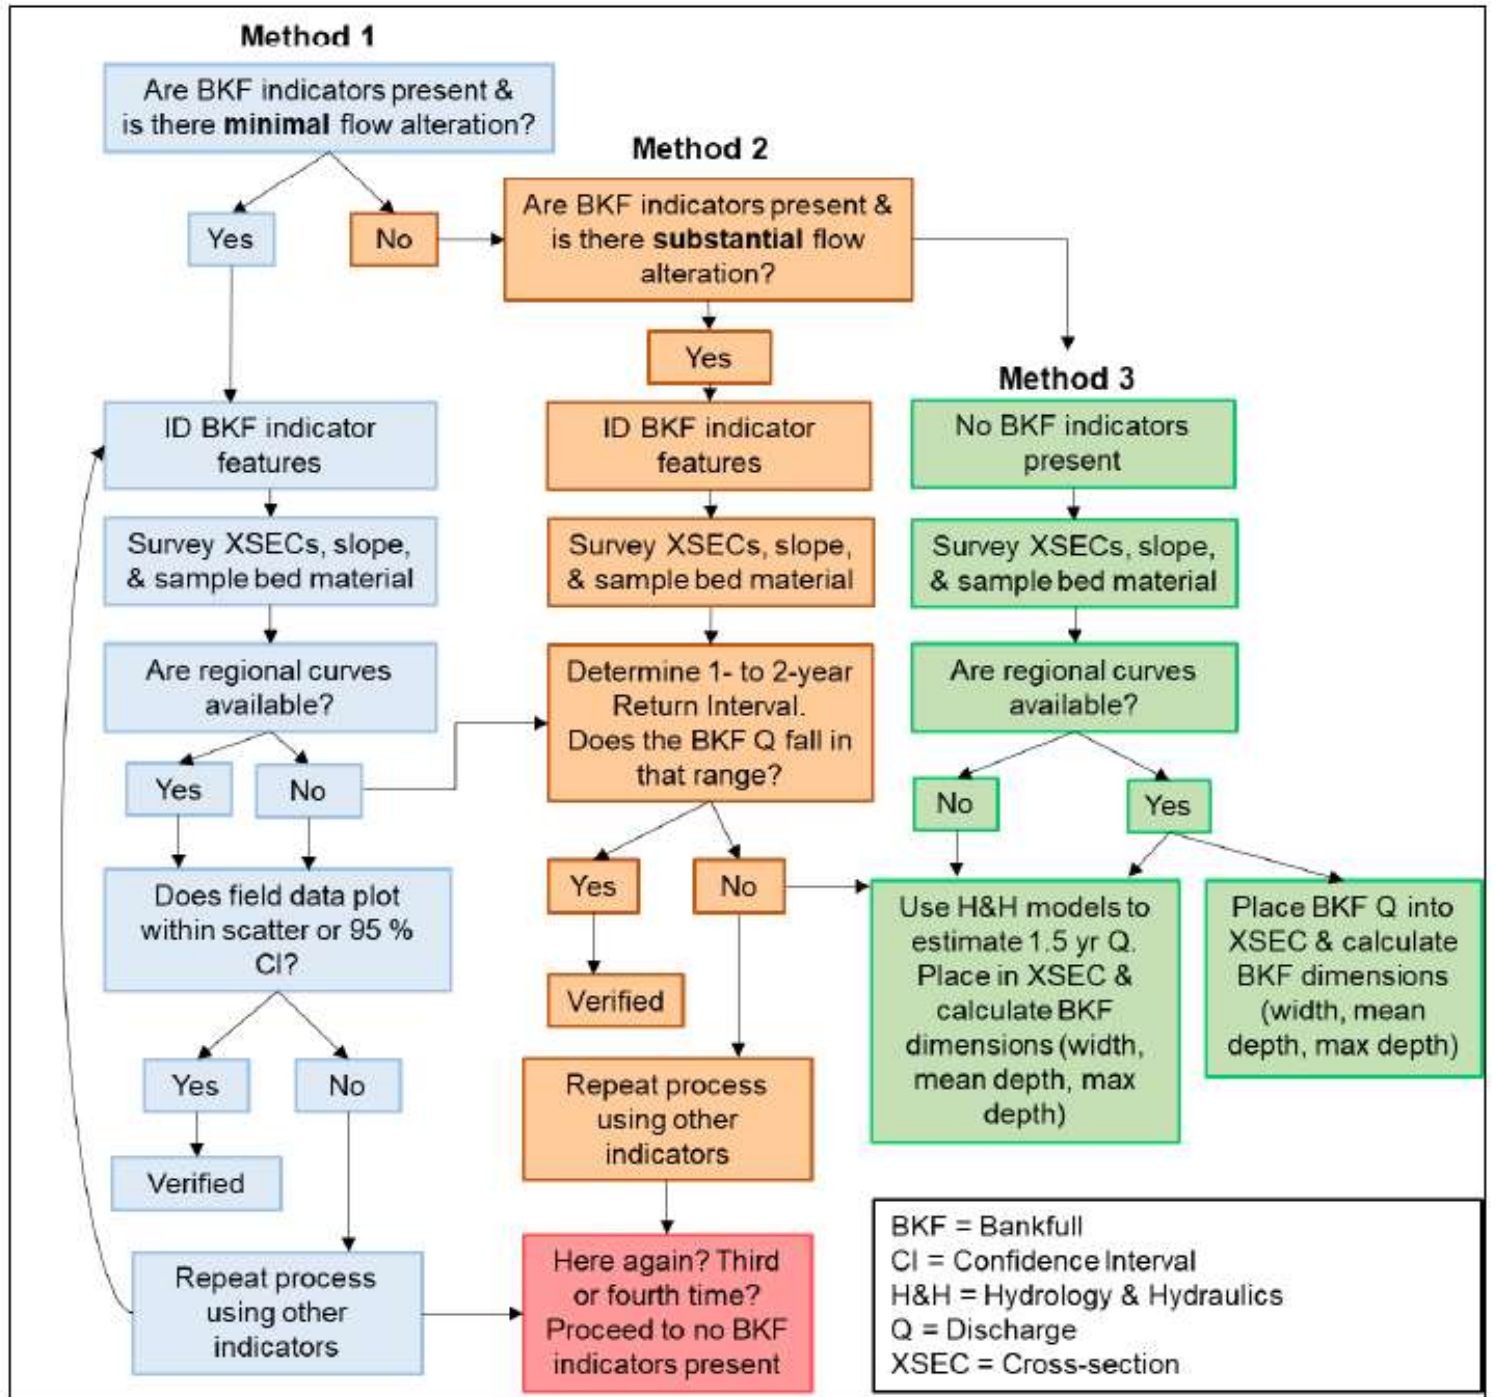 Method 1
Are BKF indicators present &
is there minimal flow alteration?
Yes
No
Method 2
Are BKF indicators present &
is there substantial flow
alteration?
Yes
Method 3
ID BKF indicator
features
Survey XSECs, slope,
& sample bed material
Are regional curves
available?
Yes
No
Does field data plot
within scatter or 95 %
CI?
Yes
No
Verified
Repeat process
using other
indicators
ID BKF indicator
features
Survey XSECs, slope,
& sample bed material
Determine 1- to 2-year
Return Interval.
Does the BKF Q fall in
that range?
Yes
No
Verified
Repeat process
using other
indicators
Here again? Third
or fourth time?
Proceed to no BKF
indicators present
No BKF indicators
present
Survey XSECs, slope,
& sample bed material
Are regional curves
available?
No
Yes
Use H&H models to
estimate 1.5 yr Q.
Place in XSEC &
calculate BKF
dimensions (width,
mean depth, max
depth)
Place BKF Q into
XSEC & calculate
BKF dimensions
(width, mean
depth, max depth)
BKF = Bankfull
CI = Confidence Interval
H&H = Hydrology & Hydraulics
Q = Discharge
XSEC = Cross-section